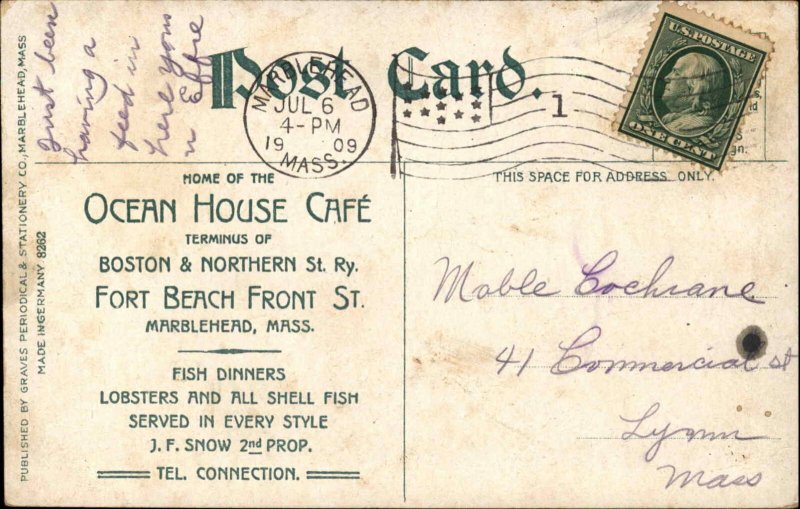 Just been
having a
feed in
here yous
n Effie
Post Card.
MARBLEHEAD
JUL 6
4-PM
19 09
MASS.
1
U.S. POSTAGE
ONE CENT
gn.
PUBLISHED BY GRAVES PERIODICAL & STATIONERY CO., MARBLEHEAD, MASS
MADE IN GERMANY 8262
HOME OF THE
OCEAN HOUSE CAFÉ
TERMINUS OF
BOSTON & NORTHERN St. Ry.
FORT BEACH FRONT ST.
MARBLEHEAD, MASS.
FISH DINNERS
LOBSTERS AND ALL SHELL FISH
SERVED IN EVERY STYLE
J. F. SNOW 2nd PROP.
TEL. CONNECTION.
THIS SPACE FOR ADDRESS ONLY.
Moble Cochrane
41 Commercial st
Lynn
Mass